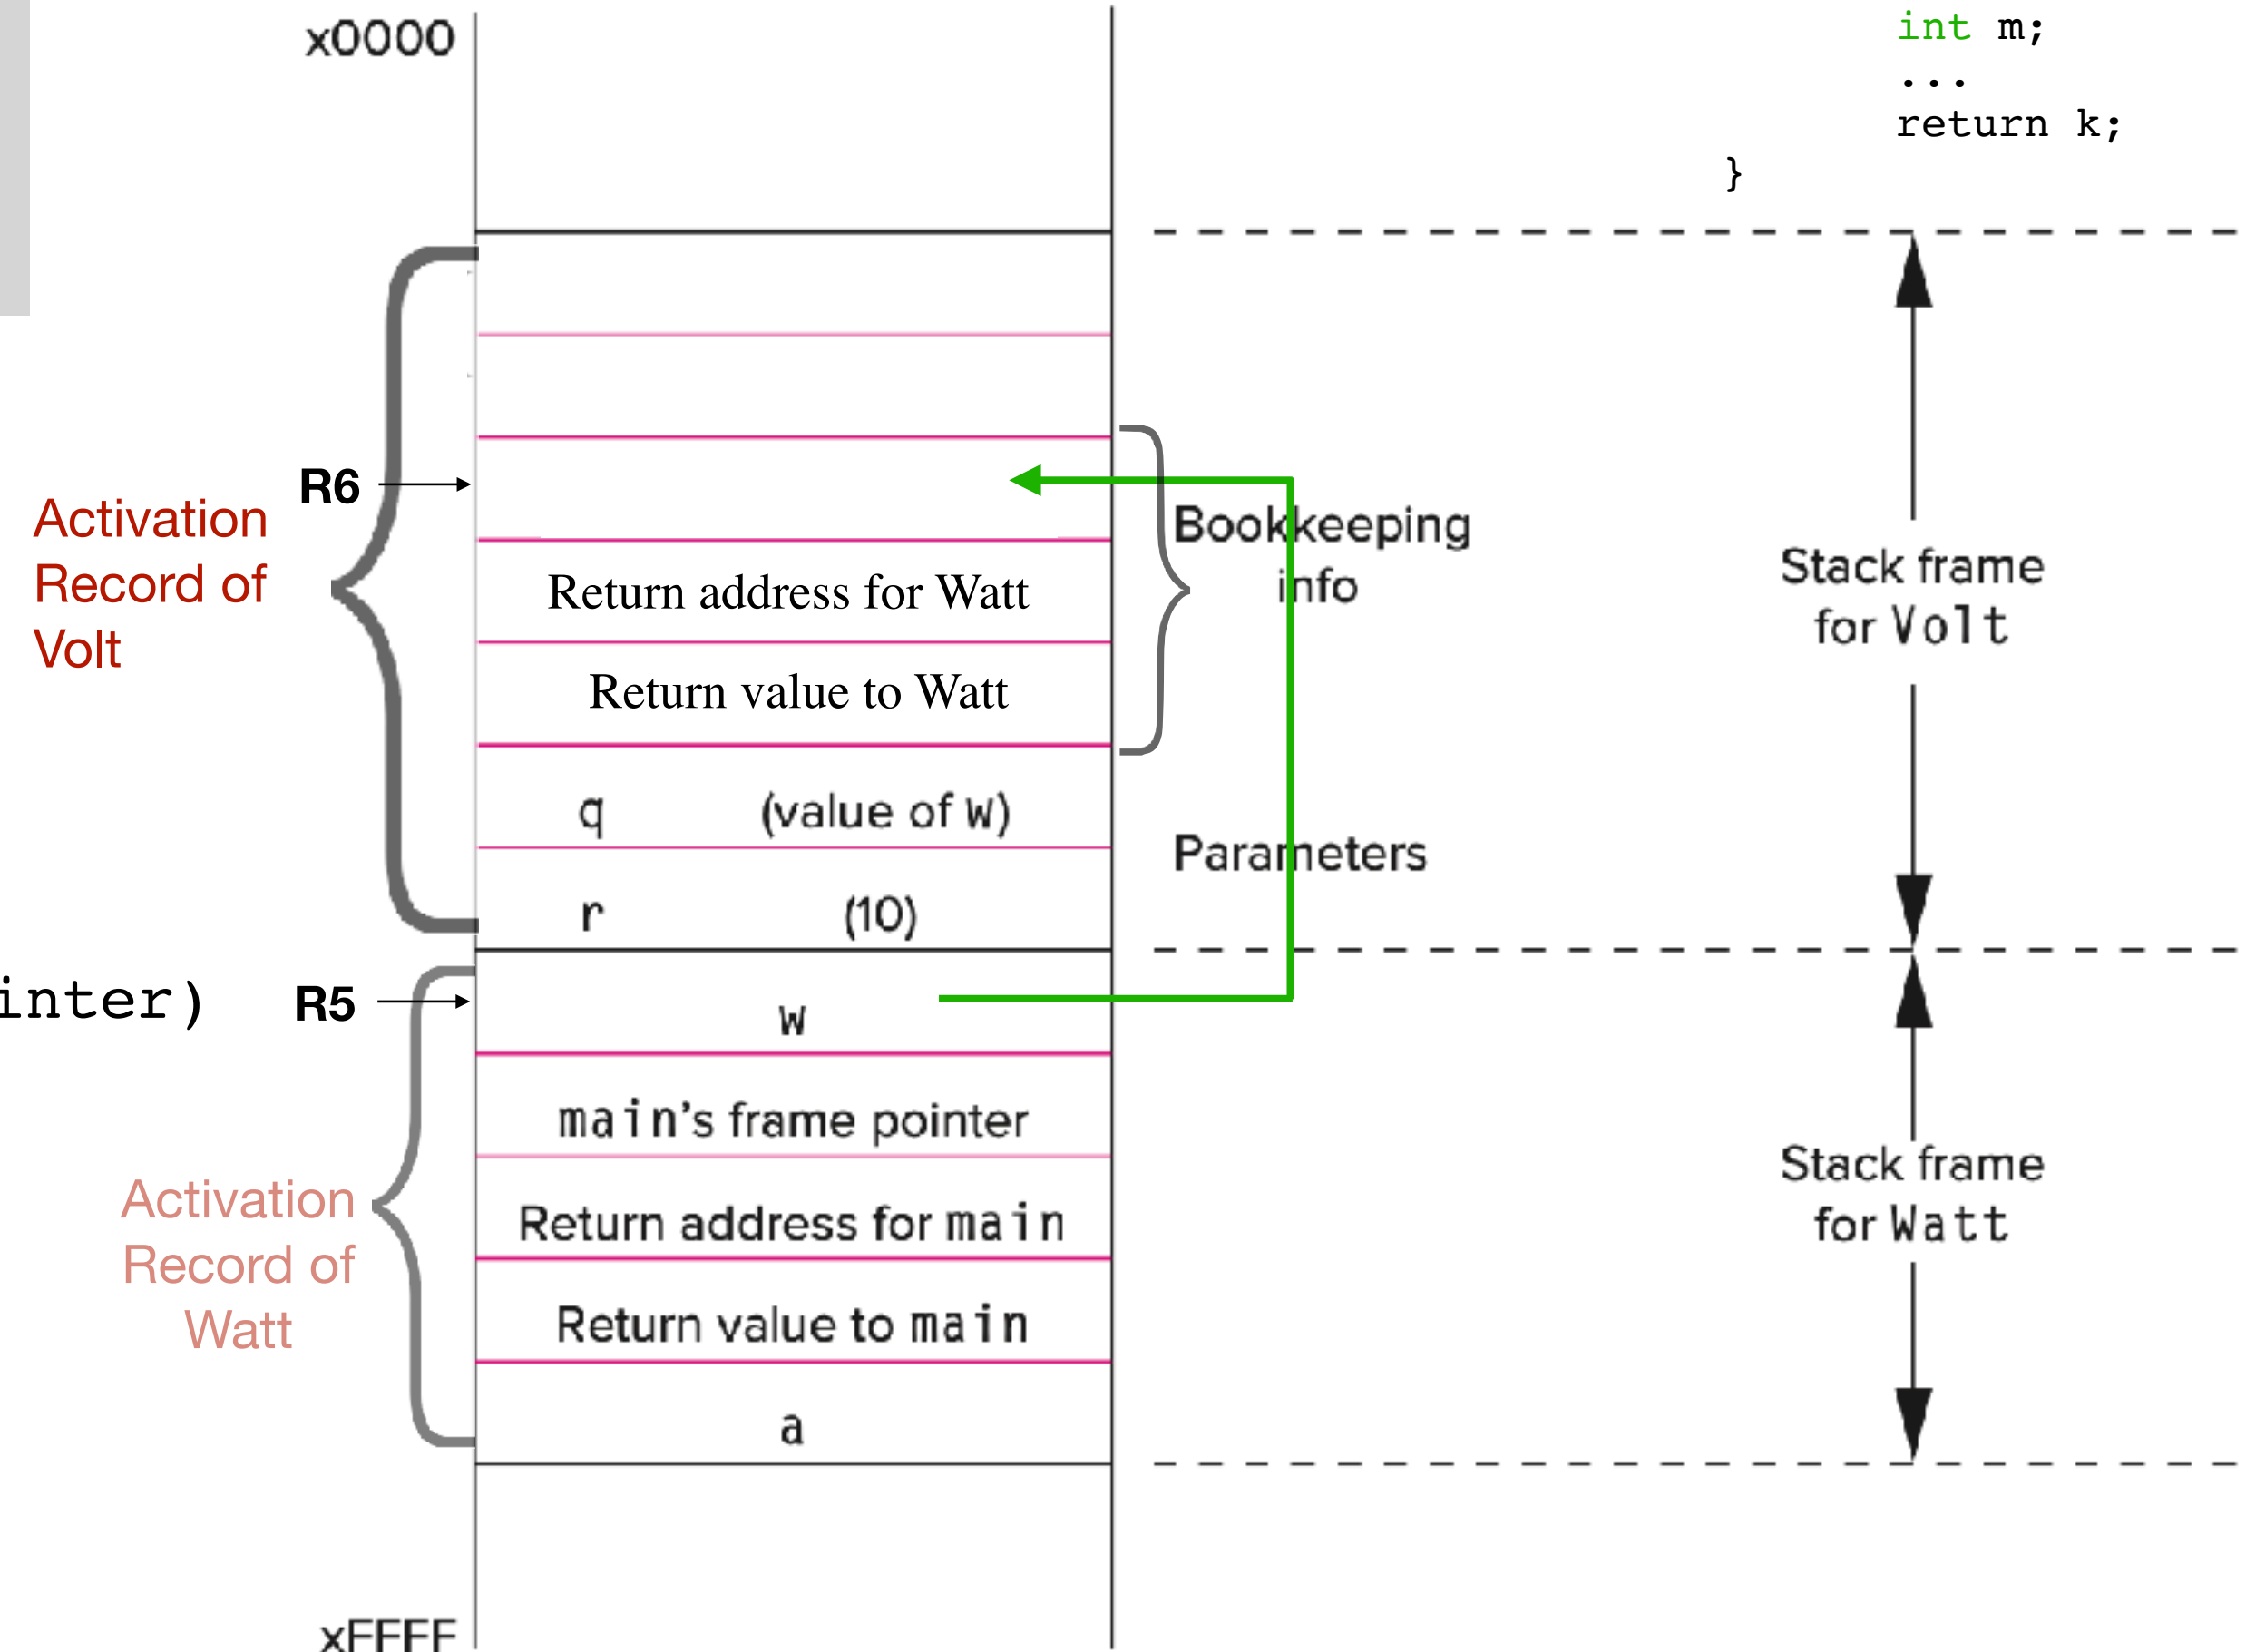 x0000
int m;
...
return k;
}
R6
Activation
Record of
Volt
Bookkeeping
info
Stack frame
for Volt
Return address for Watt
Return value to Watt
q (value of w)
Parameters
r (10)
inter)
R5
w
main's frame pointer
Activation
Record of
Watt
Return address for main
Stack frame
for Watt
Return value to main
a
xFFFF